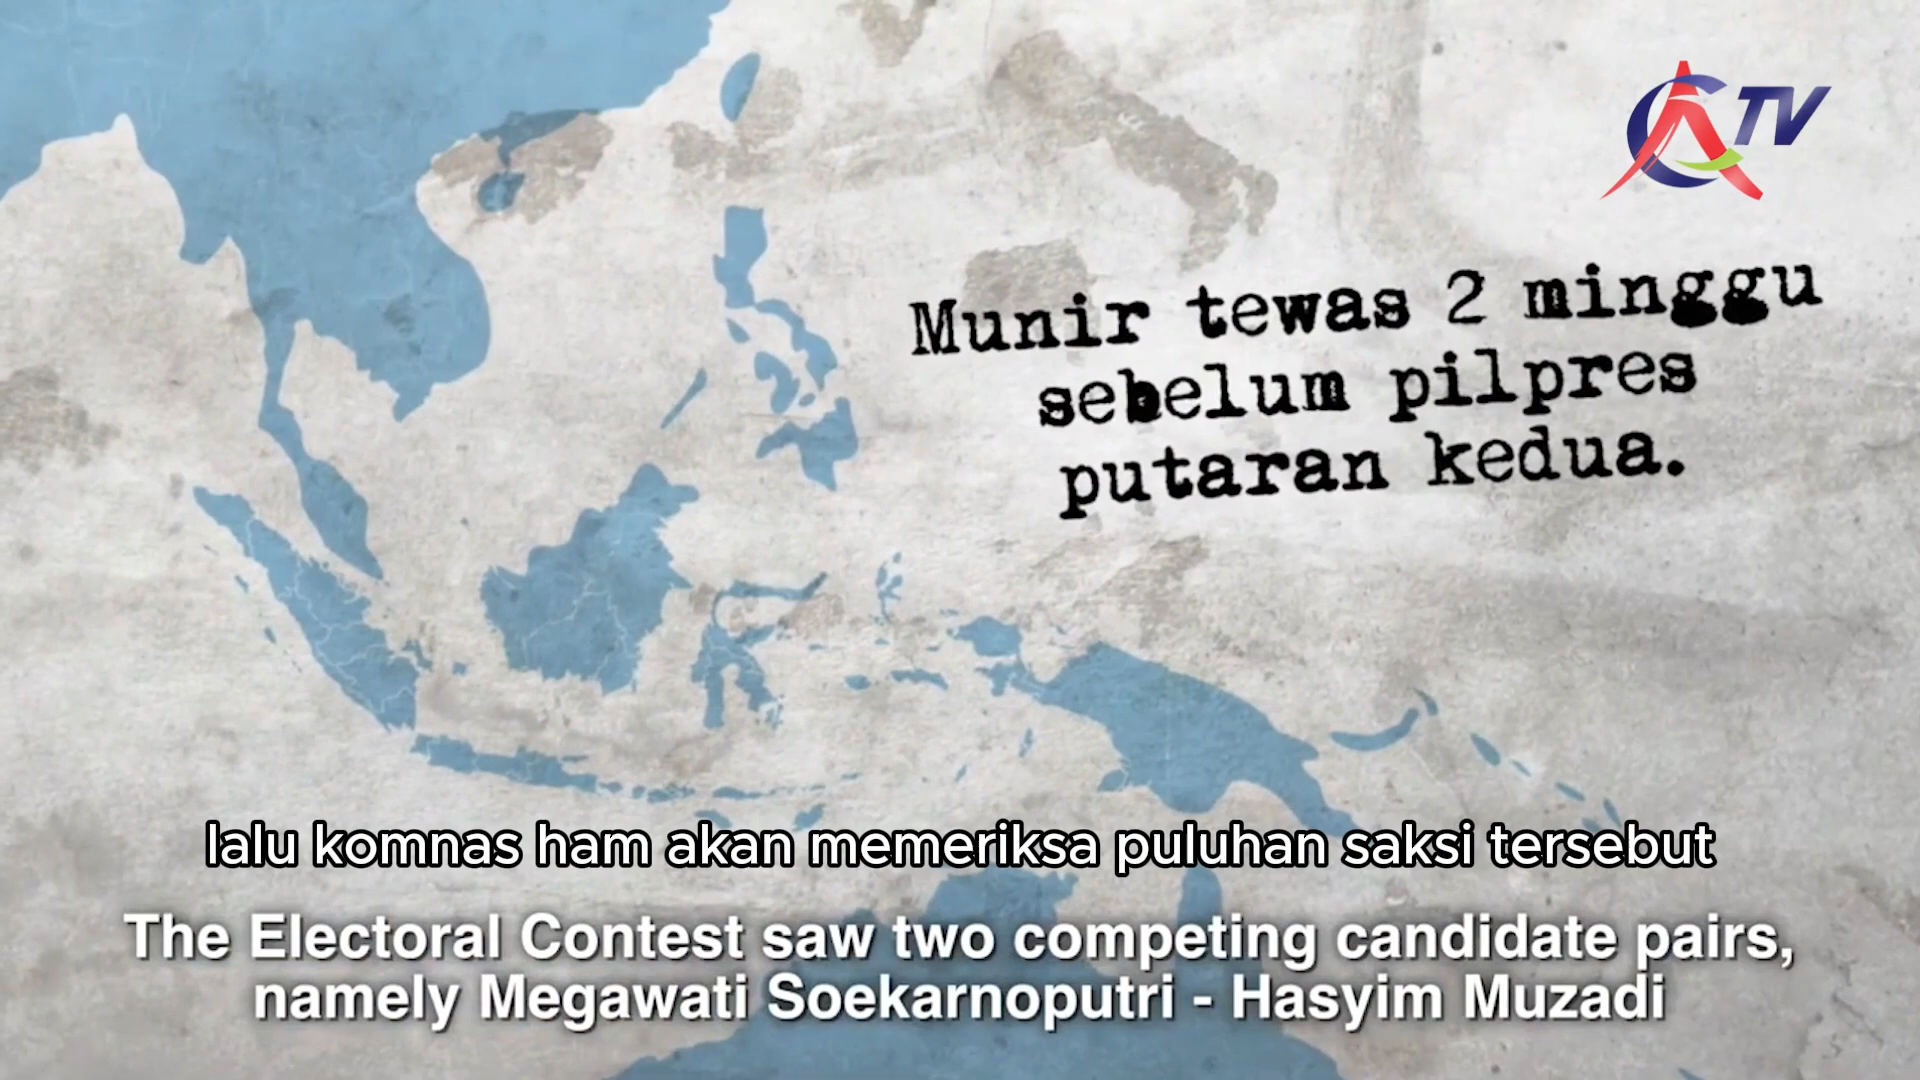 TV
Munir tewas 2 minggu
sebelum pilpres
putaran kedua.
lalu komnas ham akan memeriksa puluhan saksi tersebut
The Electoral Contest saw two competing candidate pairs,
namely Megawati Soekarnoputri - Hasyim Muzadi